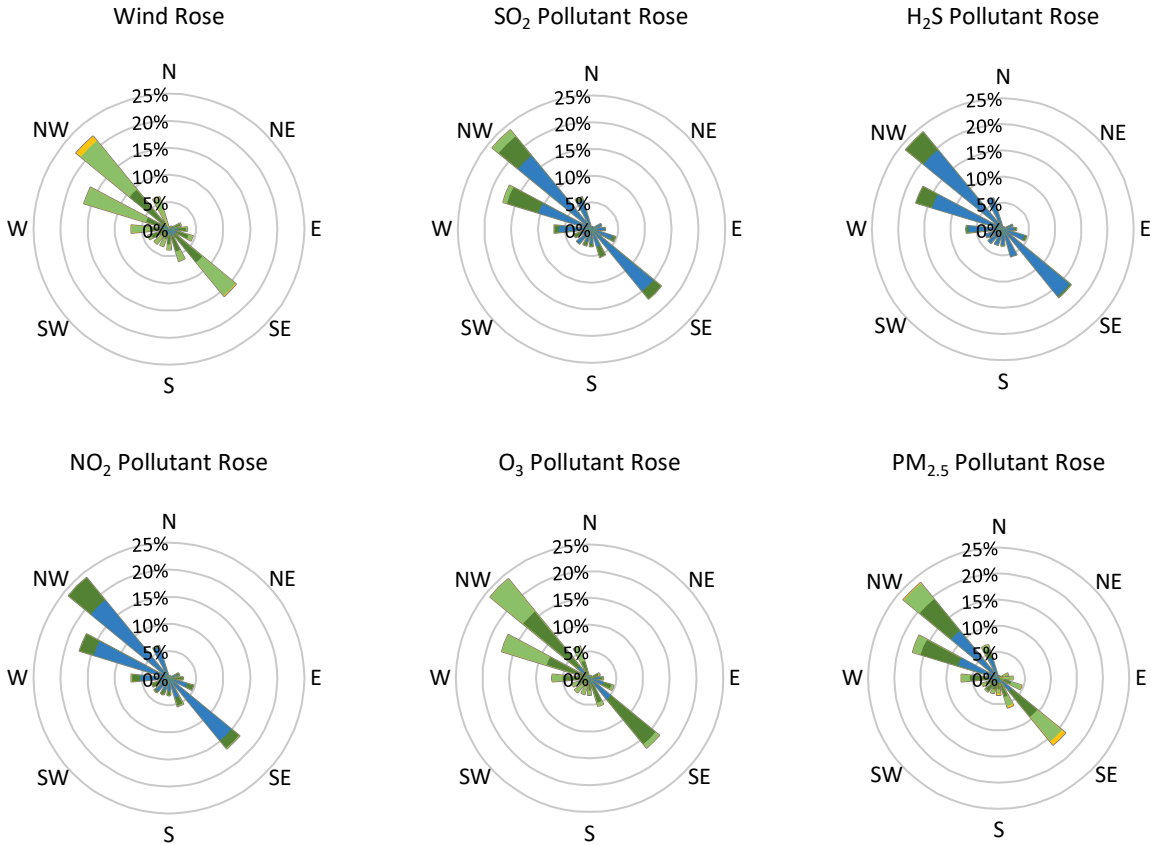 Wind Rose
N
25%
20%
15%
10%
5%
0%
NW
NE
W
E
SW
SE
S
SO₂ Pollutant Rose
N
25%
20%
15%
10%
5%
0%
NW
NE
W
E
SW
SE
S
H₂S Pollutant Rose
N
25%
20%
15%
10%
5%
0%
NW
NE
W
E
SW
SE
S
NO₂ Pollutant Rose
N
25%
20%
15%
10%
5%
0%
NW
NE
W
E
SW
SE
S
O₃ Pollutant Rose
N
25%
20%
15%
10%
5%
0%
NW
NE
W
E
SW
SE
S
PM₂.₅ Pollutant Rose
N
25%
20%
15%
10%
5%
0%
NW
NE
W
E
SW
SE
S